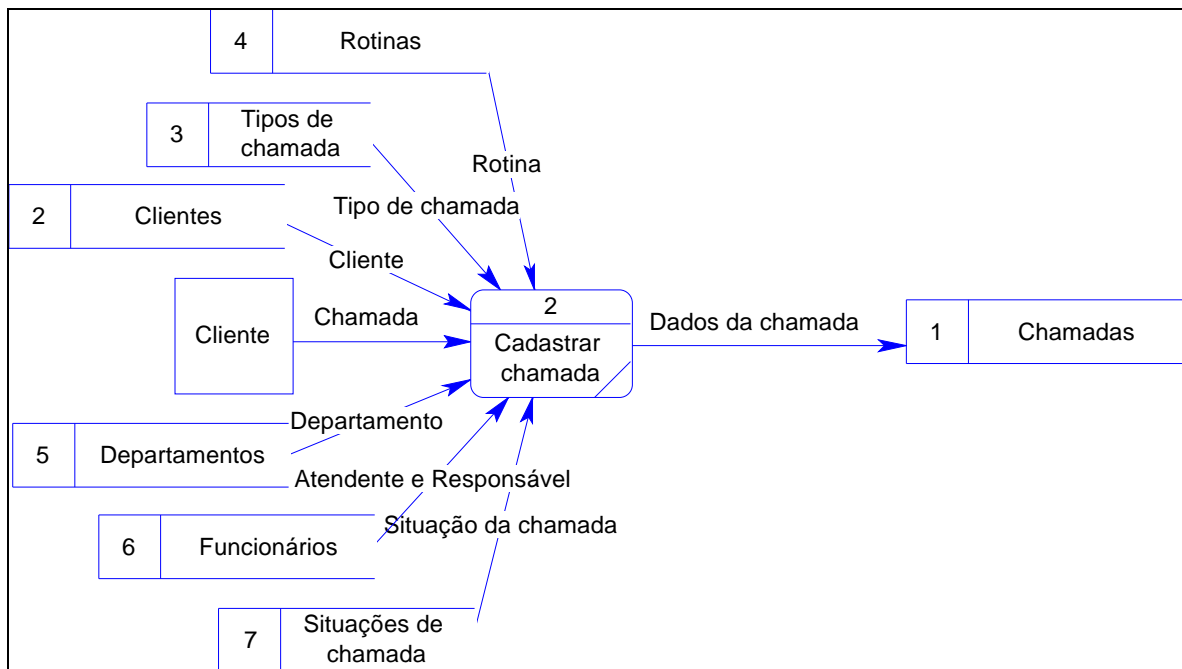 4 Rotinas
3 Tipos de
chamada
Rotina
Tipo de chamada
2 Clientes
Cliente
Cliente
Chamada
2
Cadastrar
chamada
Dados da chamada
1 Chamadas
Departamento
5 Departamentos
Atendente e Responsável
Situação da chamada
6 Funcionários
7 Situações de
chamada